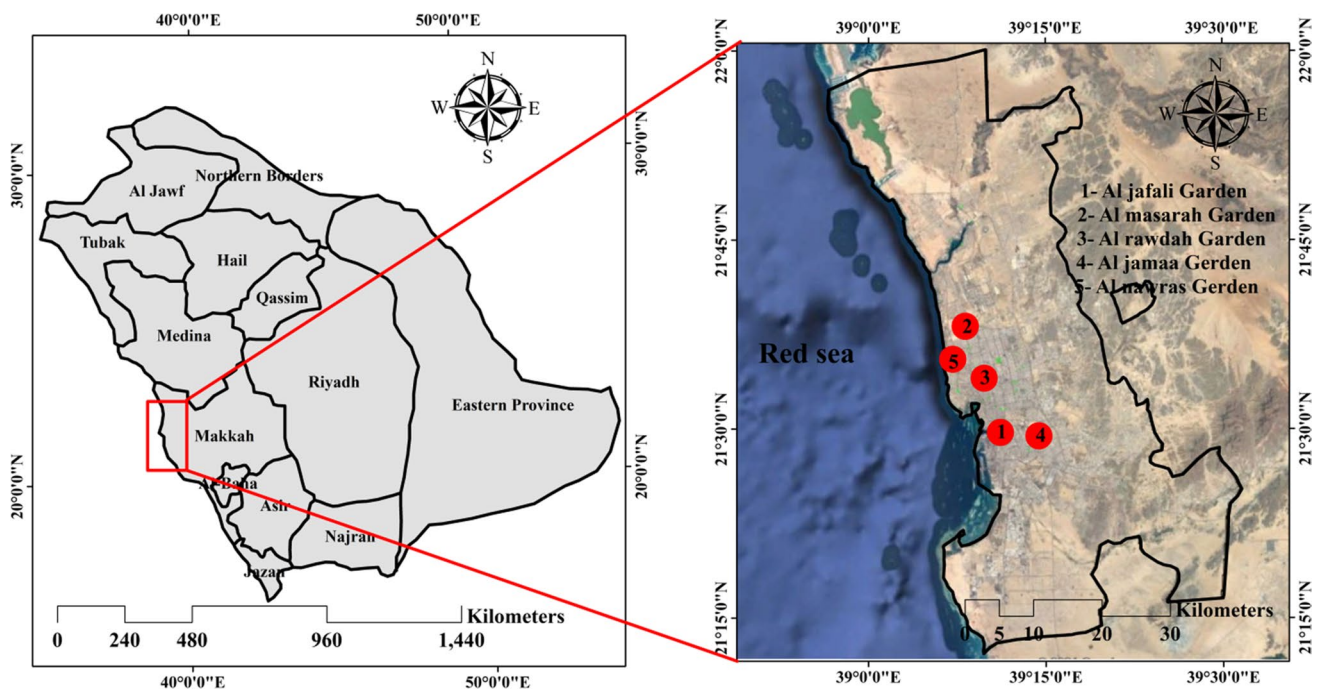 40°0'0"E 50°0'0"E
30°0'0"N
20°0'0"N
30°0'0"N
20°0'0"N
N
W E
S
Northern Borders
Al Jawf
Tubak
Hail
Qassim
Medina
Riyadh
Eastern Province
Makkah
Al-Baha
Asir
Najran
Jazan
Kilometers
0 240 480 960 1,440
40°0'0"E 50°0'0"E
39°0'0"E 39°15'0"E 39°30'0"E
22°0'0"N
21°45'0"N
21°30'0"N
21°15'0"N
22°0'0"N
21°45'0"N
21°30'0"N
21°15'0"N
N
W E
S
1- Al jafali Garden
2- Al masarah Garden
3- Al rawdah Garden
4- Al jamaa Gerden
5- Al nawras Gerden
Red sea
2
5
3
1
4
Kilometers
0 5 10 20 30
39°0'0"E 39°15'0"E 39°30'0"E